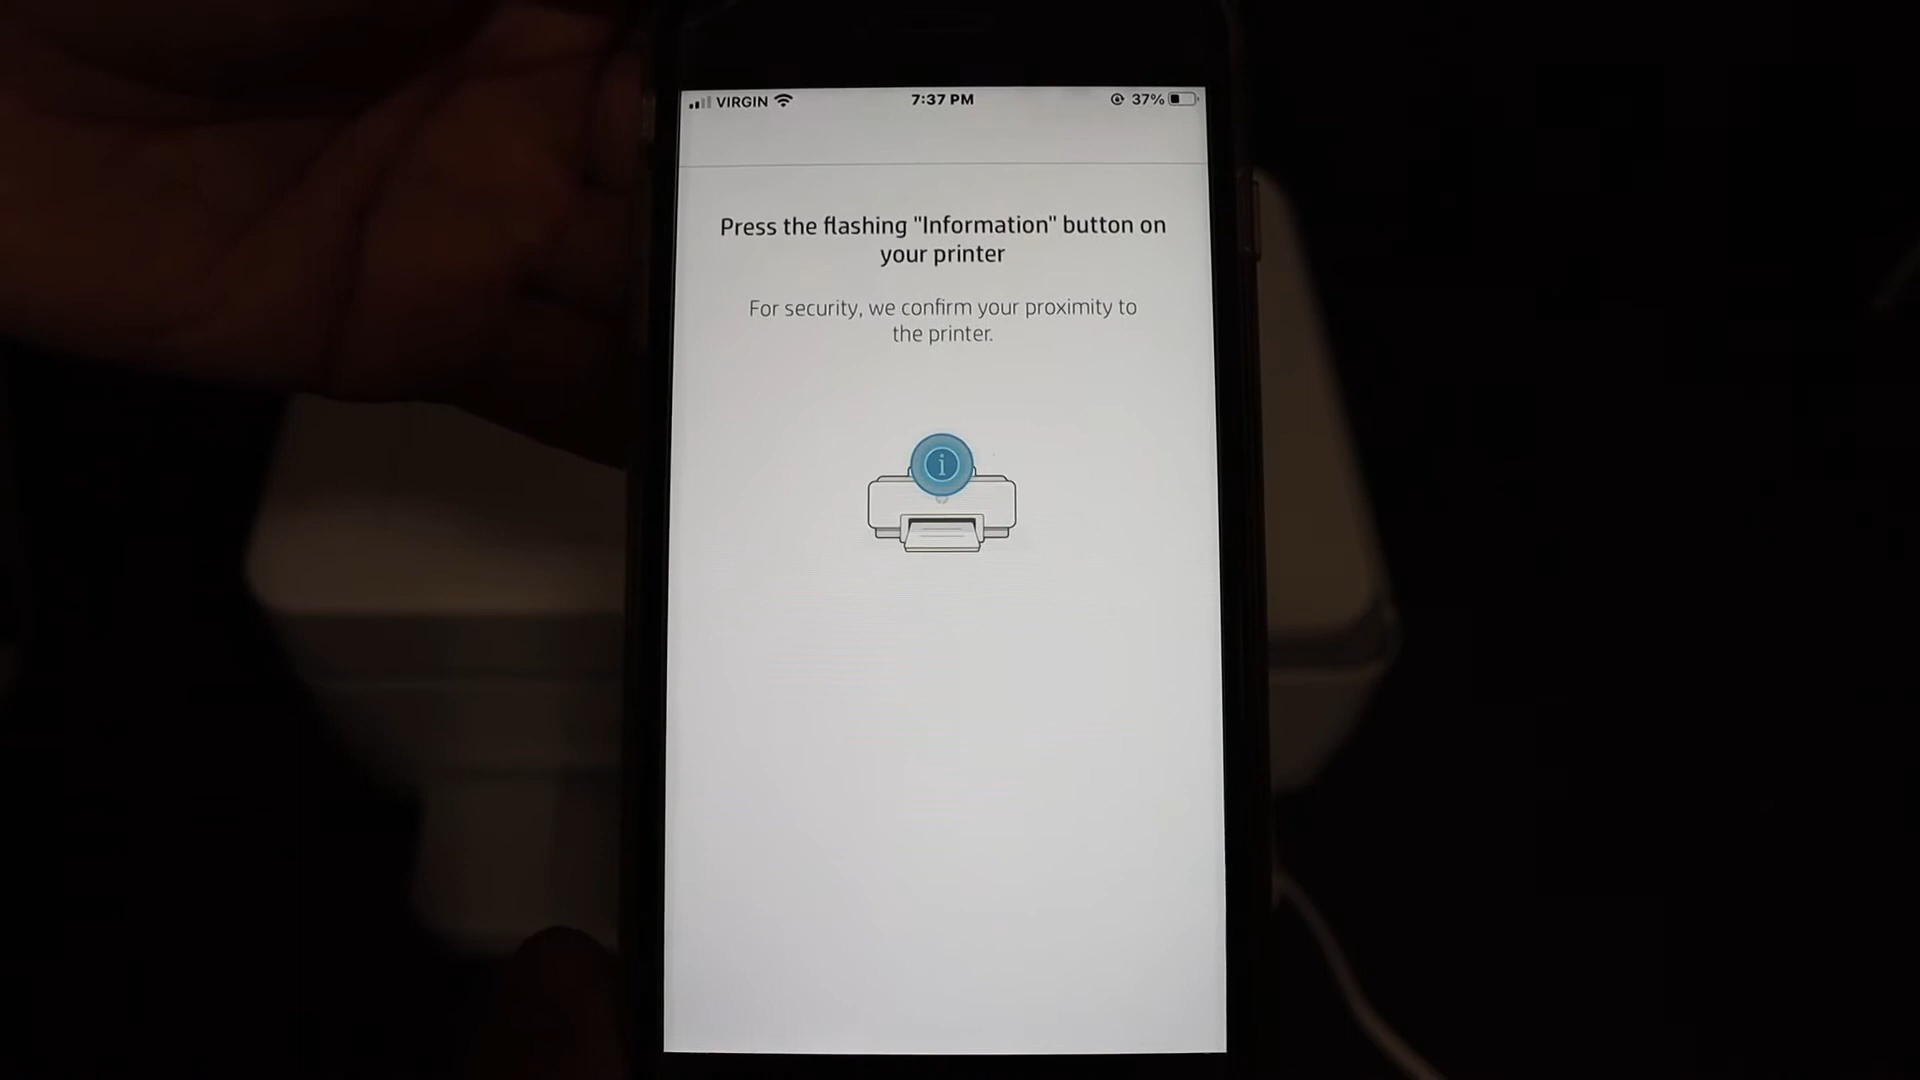 VIRGIN
7:37 PM
37%
Press the flashing "Information" button on
your printer
For security, we confirm your proximity to
the printer.
i